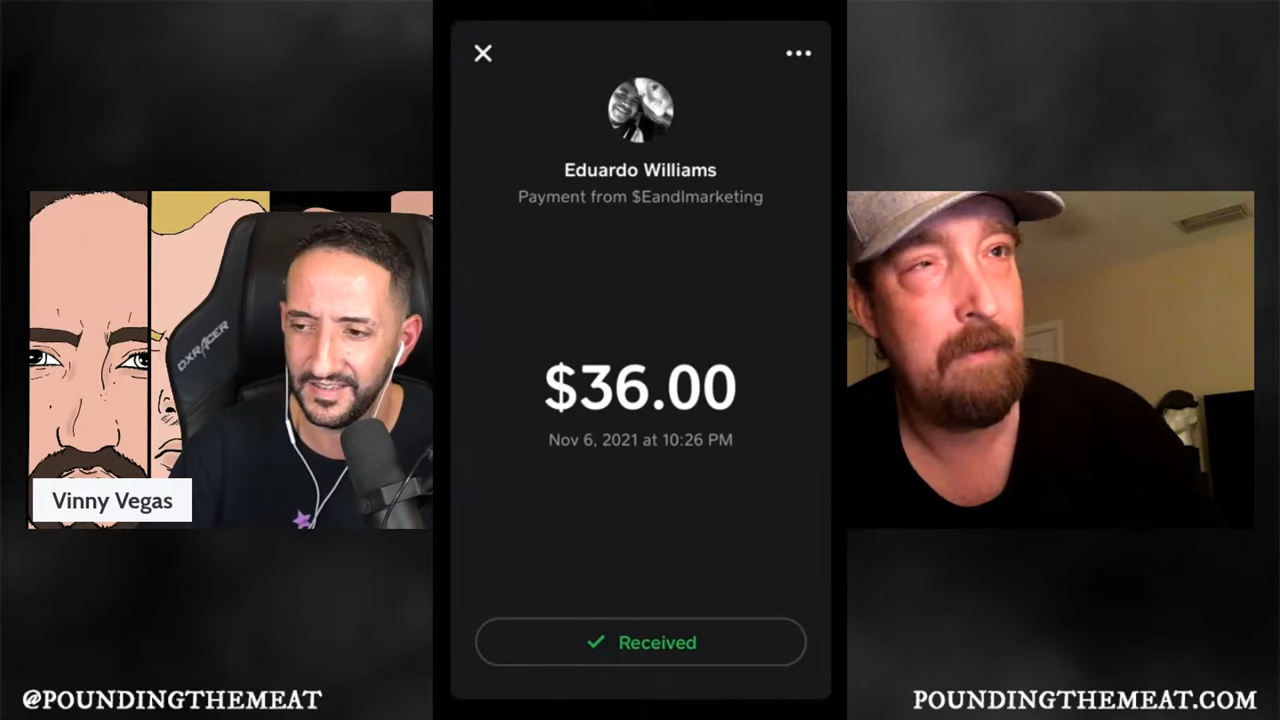 Eduardo Williams
Payment from $EandImarketing
DXRACER
$36.00
Nov 6, 2021 at 10:26 PM
Vinny Vegas
Received
@POUNDINGTHEMEAT
POUNDINGTHEMEAT.COM